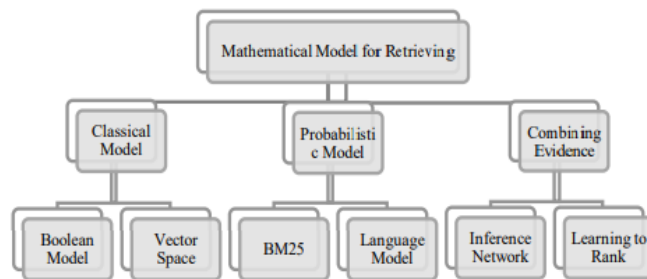 Mathematical Model for Retrieving
Classical
Model
Probabilisti
c Model
Combining
Evidence
Boolean
Model
Vector
Space
BM25
Language
Model
Inference
Network
Learning to
Rank